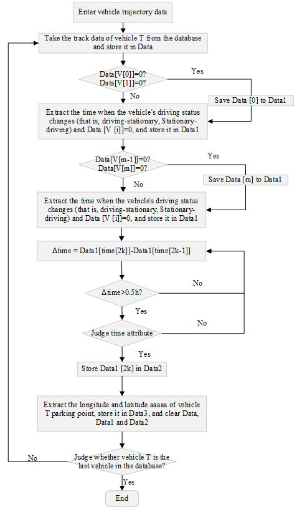 Enter vehicle trajectory data
Take the track data of vehicle T from the database
and store it in Data
Data[V[0]]=0?
Data[V[1]]=0?
Yes
No
Save Data [0] to Data1
Extract the time when the vehicle's driving status
changes (that is, driving-stationary, Stationary-
driving) and Data [V [i]]=0, and store it in Data1
Data[V[m-1]]=0?
Data[V[m]]=0?
Yes
No
Save Data [m] to Data1
Extract the time when the vehicle's driving status
changes (that is, driving-stationary, Stationary-
driving) and Data [V [i]]=0, and store it in Data1
Δtime = Data1[time[2k]]-Data1[time[2k-1]]
No
Δtime>0.5h?
Yes
No
Judge time attribute
Yes
Store Data1 [2k] in Data2
Extract the longitude and latitude aaaaa of vehicle
T parking point, store it in Data3, and clear Data,
Data1 and Data2
No
Judge whether vehicle T is the
last vehicle in the database?
Yes
End